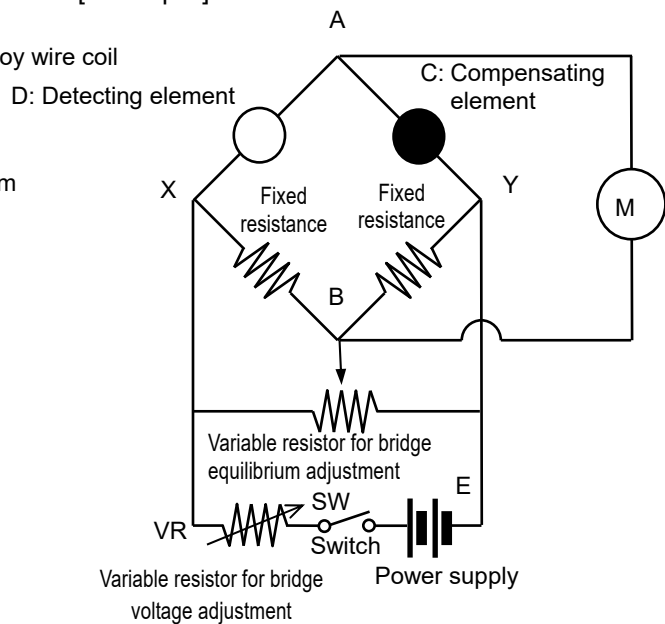 A
oy wire coil
C: Compensating
element
D: Detecting element
m
X
Fixed
resistance
Fixed
resistance
Y
M
B
Variable resistor for bridge
equilibrium adjustment
E
SW
VR
Switch
Variable resistor for bridge
voltage adjustment
Power supply